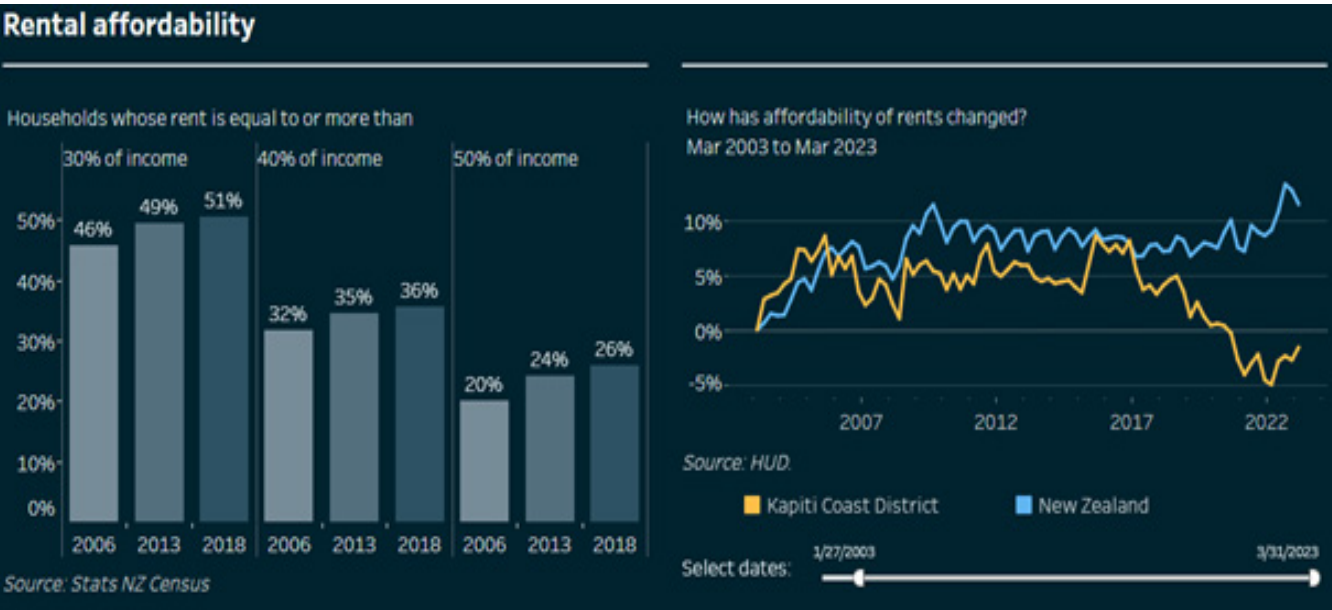 Rental affordability
Households whose rent is equal to or more than
30% of income
40% of income
50% of income
50%
40%
30%
20%
10%
0%
46%
49%
51%
32%
35%
36%
20%
24%
26%
2006 2013 2018 2006 2013 2018 2006 2013 2018
Source: Stats NZ Census
How has affordability of rents changed?
Mar 2003 to Mar 2023
10%
5%
0%
-5%
2007 2012 2017 2022
Source: HUD.
Kapiti Coast District New Zealand
1/27/2003 3/31/2023
Select dates: